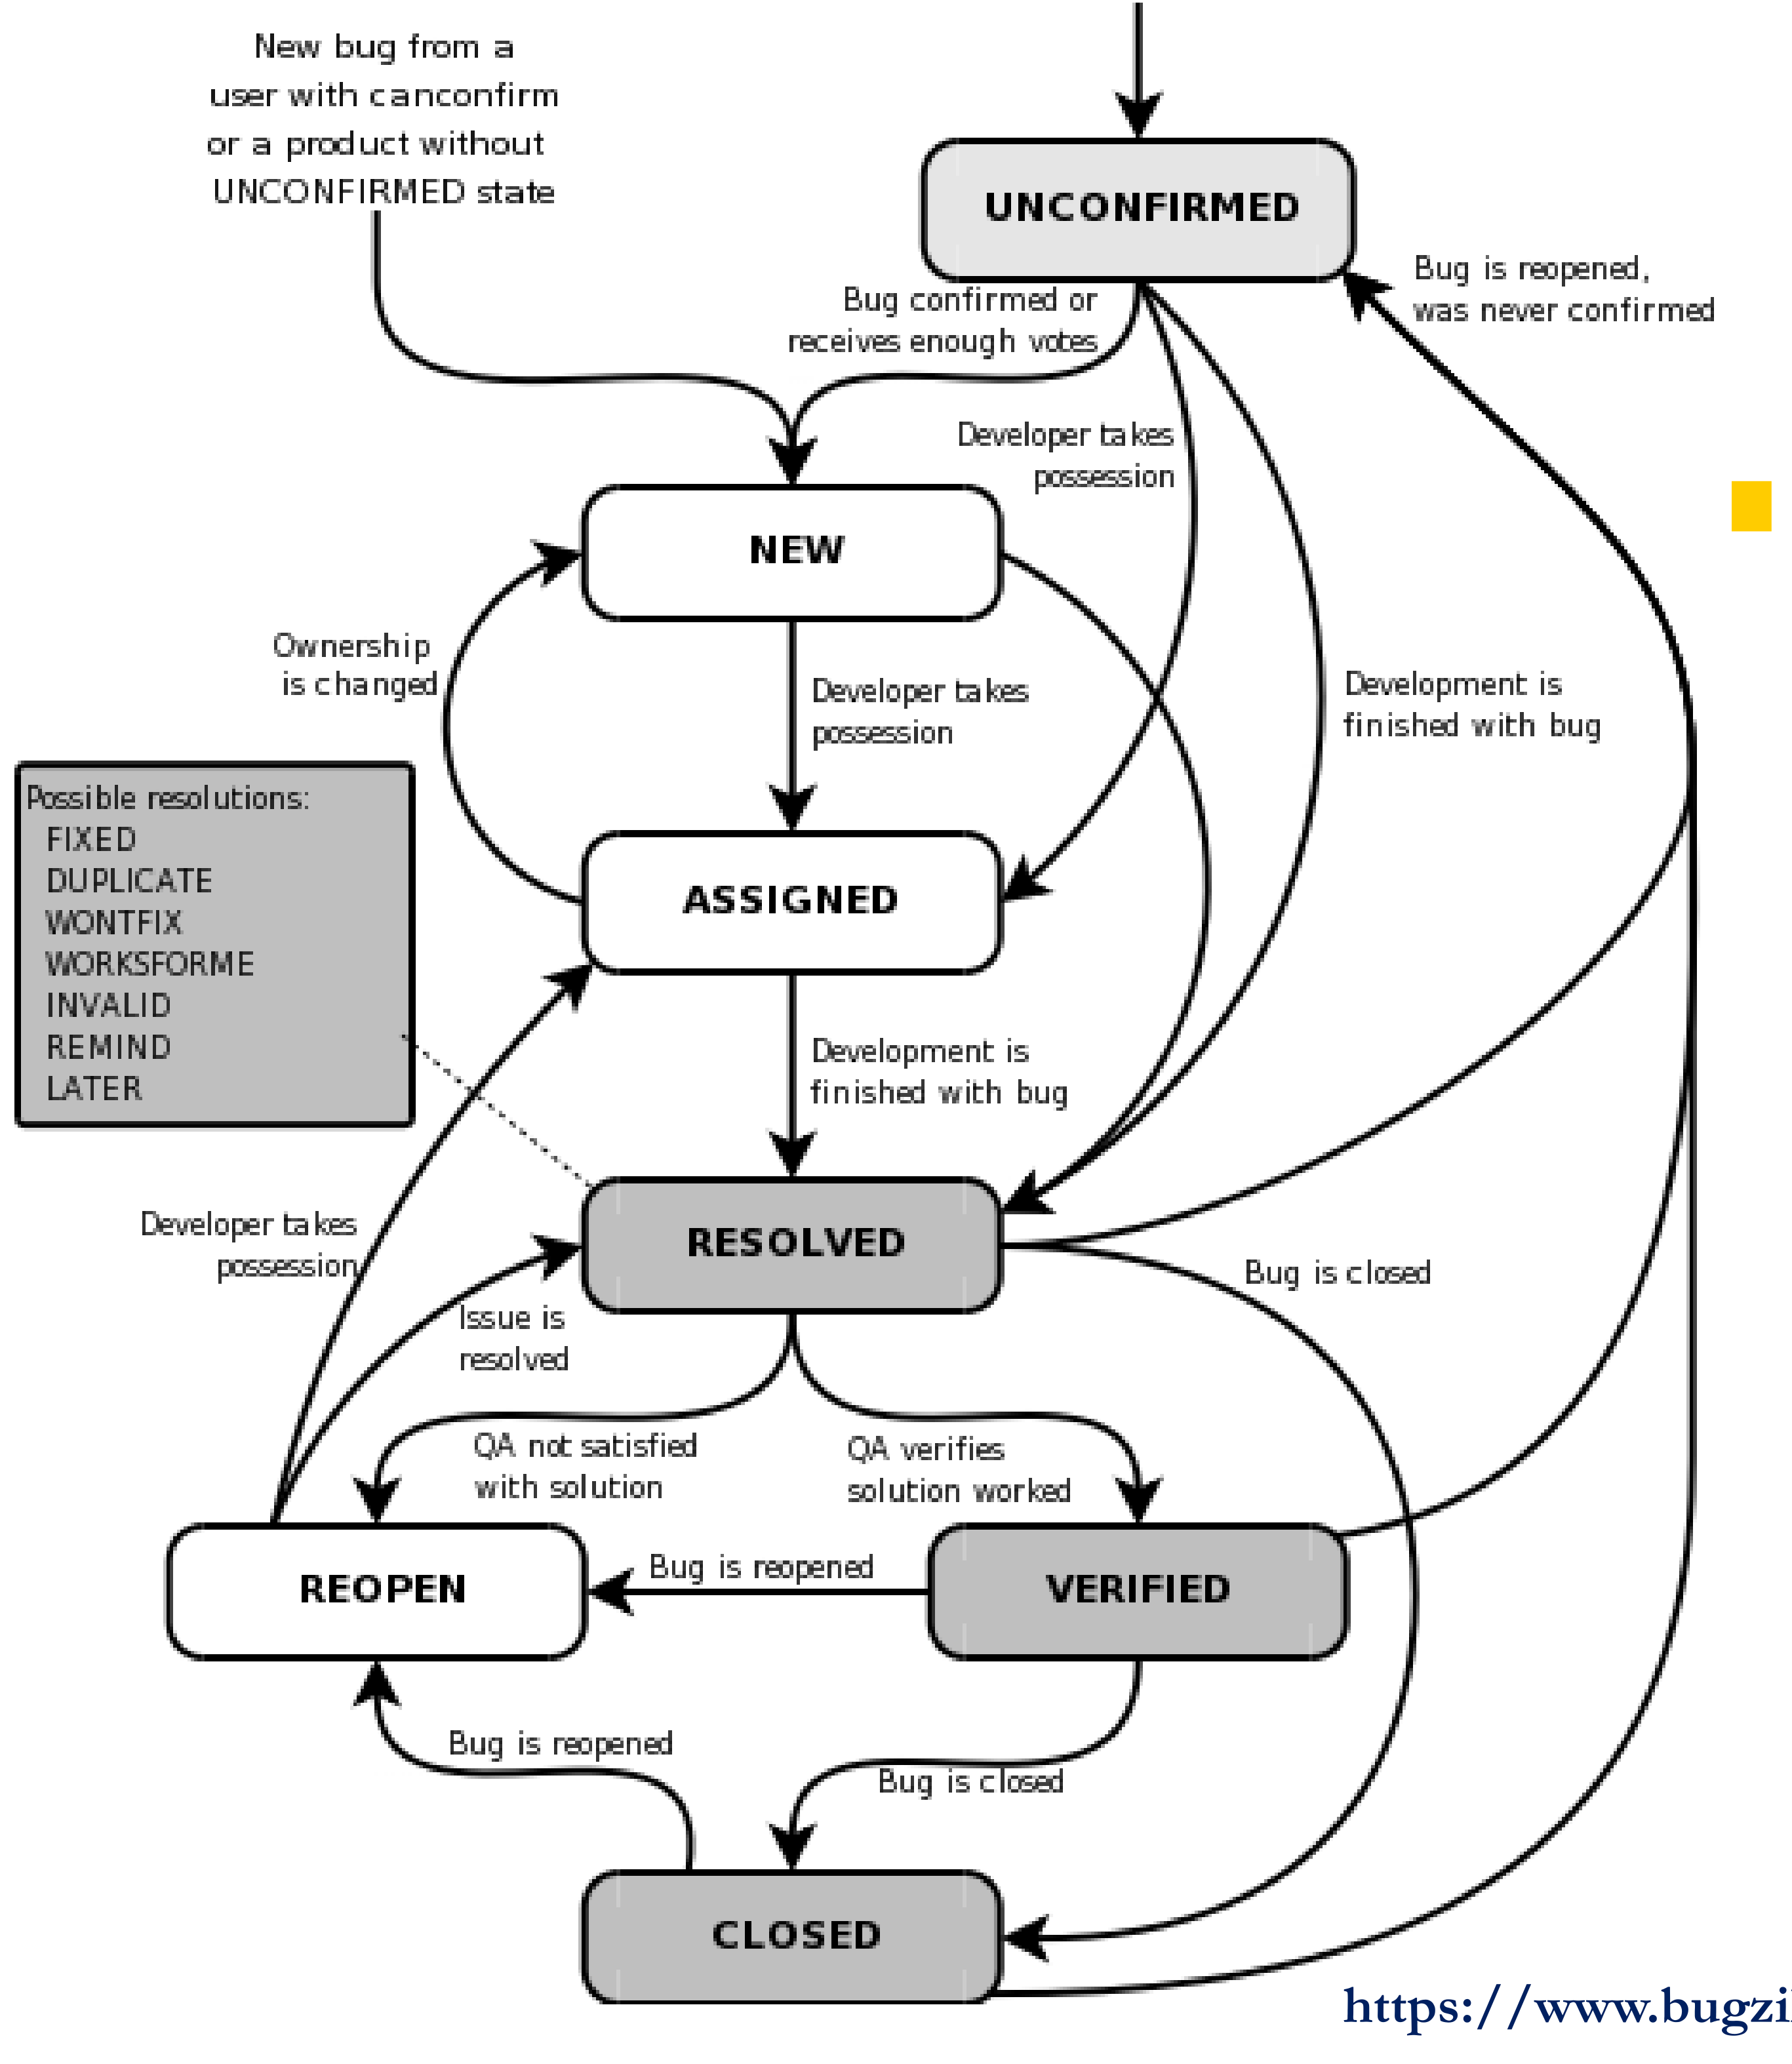 New bug from a
user with canconfirm
or a product without
UNCONFIRMED state
UNCONFIRMED
Bug is reopened,
was never confirmed
Bug confirmed or
receives enough votes
Developer takes
possession
NEW
Ownership
is changed
Developer takes
possession
Development is
finished with bug
Possible resolutions:
FIXED
DUPLICATE
WONTFIX
WORKSFORME
INVALID
REMIND
LATER
ASSIGNED
Development is
finished with bug
Developer takes
possession
RESOLVED
Bug is closed
Issue is
resolved
QA not satisfied
with solution
QA verifies
solution worked
REOPEN
Bug is reopened
VERIFIED
Bug is reopened
Bug is closed
CLOSED